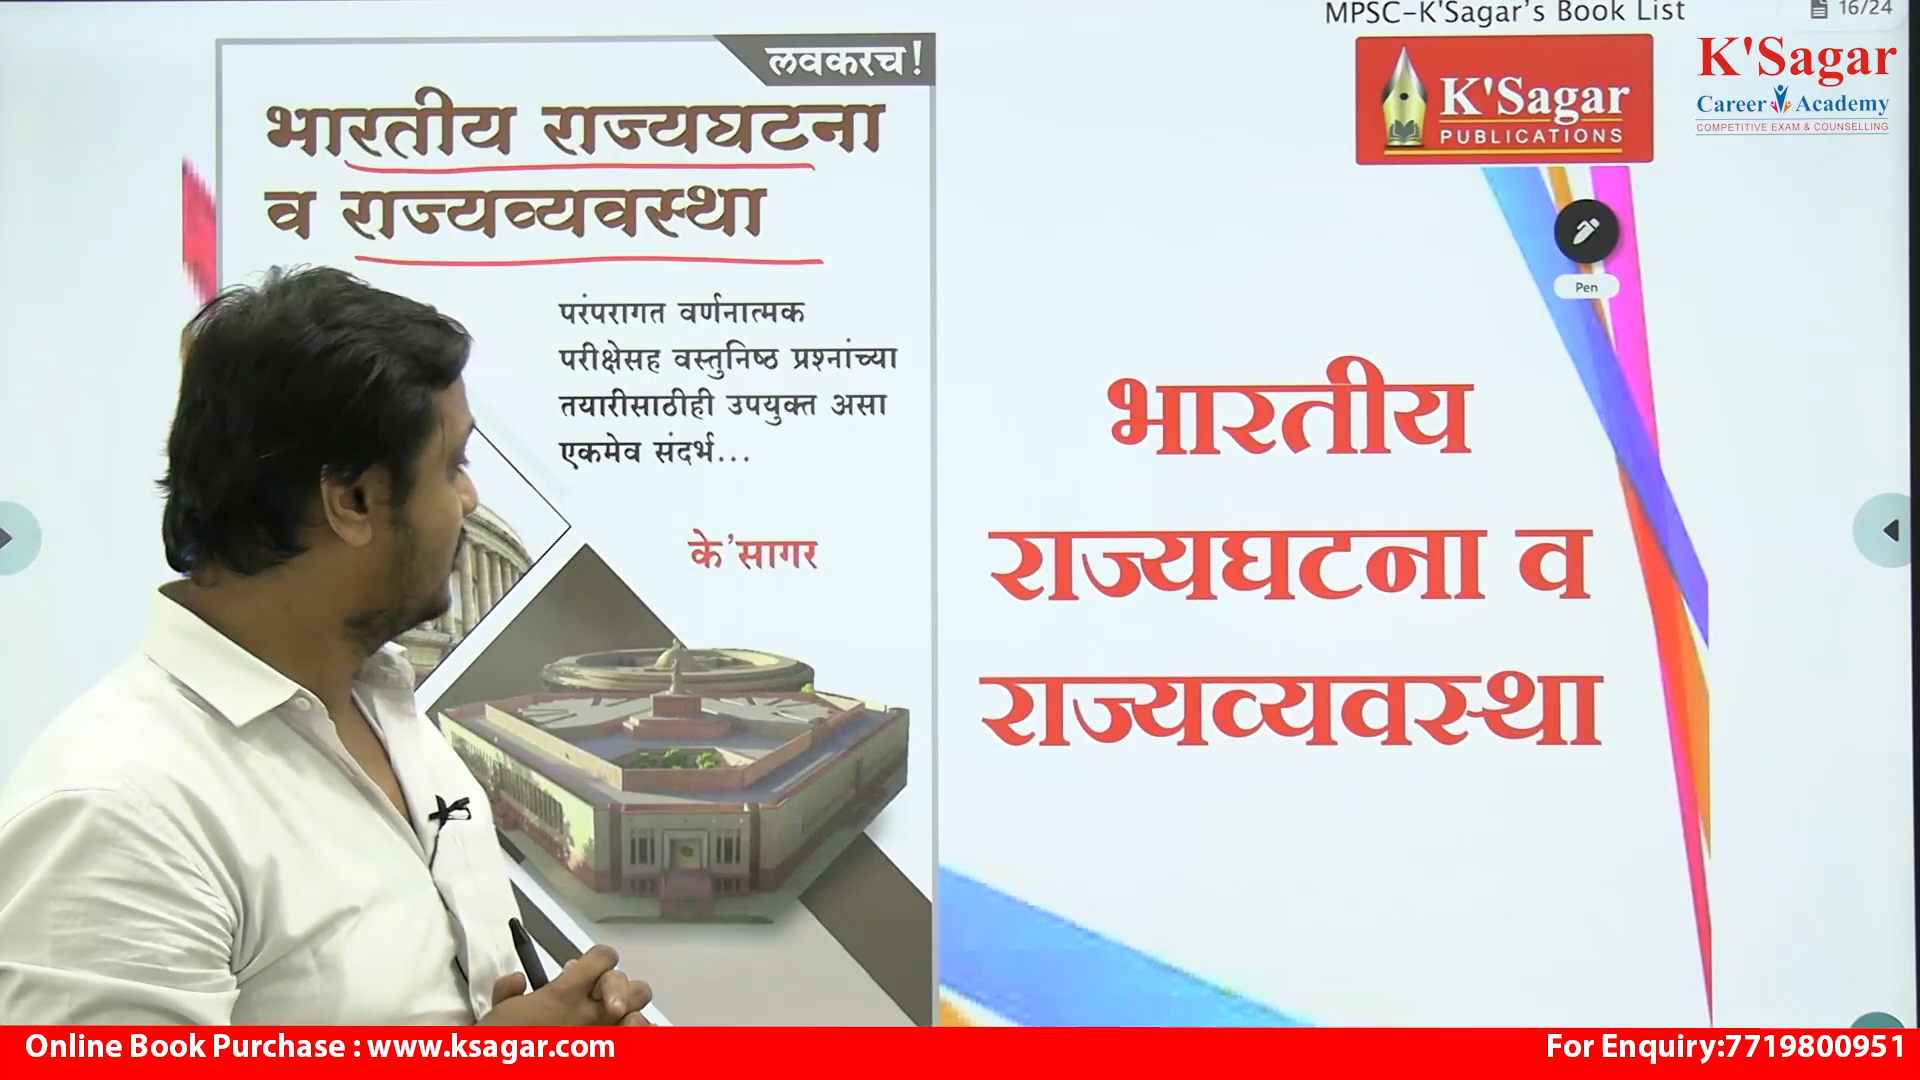 MPSC-K'Sagar's Book List
16/24
लवकरच!
भारतीय राज्यघटना
व राज्यव्यवस्था
परंपरागत वर्णनात्मक
परीक्षेसह वस्तुनिष्ठ प्रश्नांच्या
तयारीसाठीही उपयुक्त असा
एकमेव संदर्भ...
के'सागर
K'Sagar
PUBLICATIONS
K'Sagar
Career Academy
COMPETITIVE EXAM & COUNSELLING
Pen
भारतीय
राज्यघटना व
राज्यव्यवस्था
Online Book Purchase : www.ksagar.com
For Enquiry:7719800951